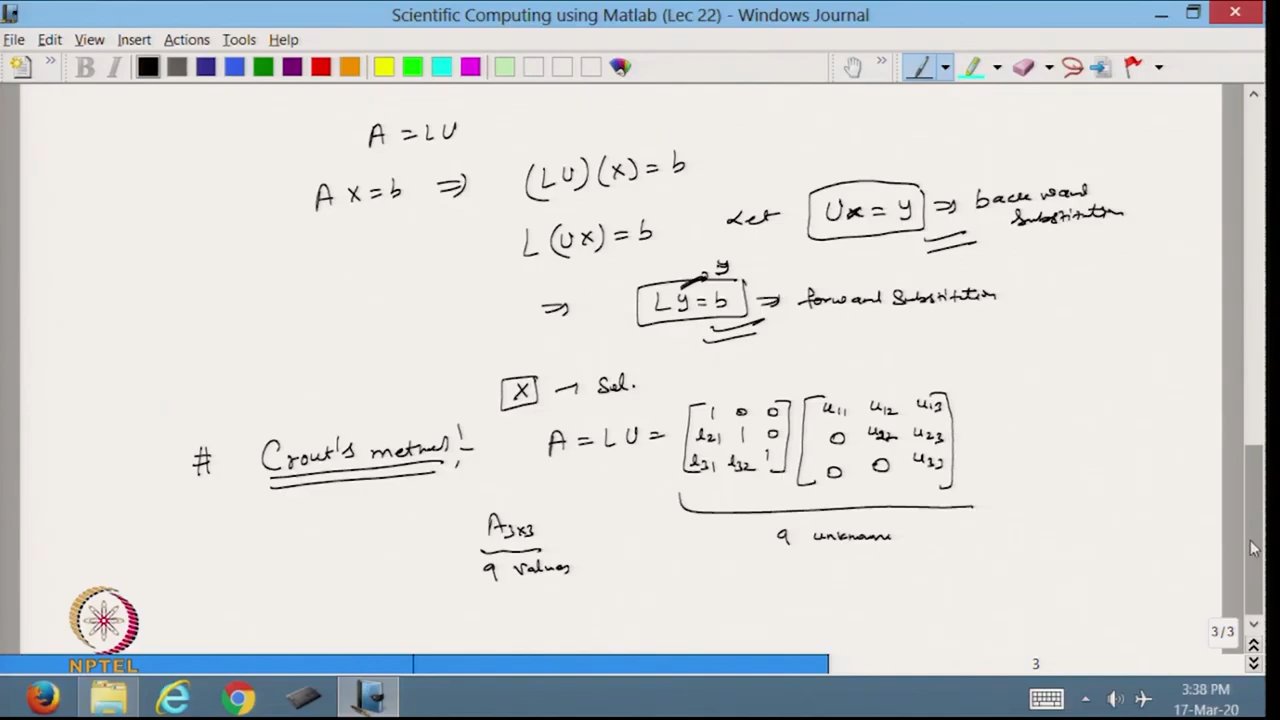 Scientific Computing using Matlab (Lec 22) - Windows Journal
File Edit View Insert Actions Tools Help
A = LU
AX = b ⇒ (LU)(X) = b
L(UX) = b Let Ux = y ⇒ backward substitution
y
⇒ Ly = b ⇒ forward substitution
X → Sol.
# Crout's method!- A = LU = [1 0 0; l21 1 0; l31 l32 1] [u11 u12 u13; 0 u22 u23; 0 0 u33]
A3x3
9 values
9 unknowns
NPTEL
3/3
3
3:38 PM
17-Mar-20